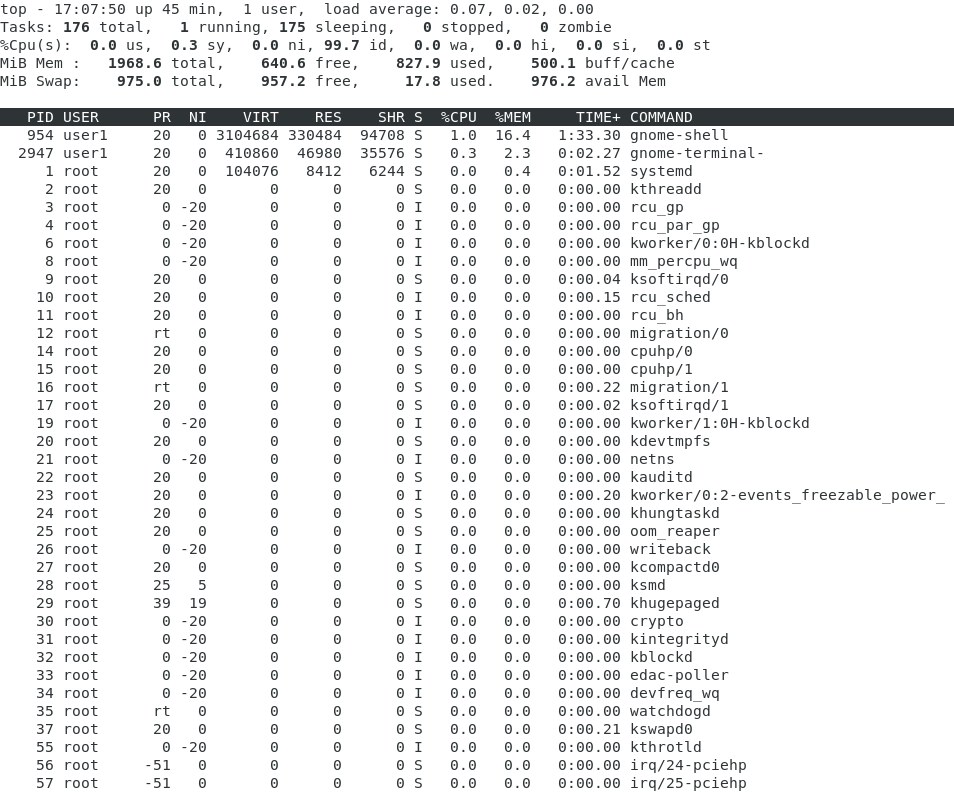 top - 17:07:50 up 45 min,  1 user,  load average: 0.07, 0.02, 0.00
Tasks: 176 total,   1 running, 175 sleeping,   0 stopped,   0 zombie
%Cpu(s):  0.0 us,  0.3 sy,  0.0 ni, 99.7 id,  0.0 wa,  0.0 hi,  0.0 si,  0.0 st
MiB Mem :   1968.6 total,    640.6 free,    827.9 used,    500.1 buff/cache
MiB Swap:    975.0 total,    957.2 free,     17.8 used.    976.2 avail Mem
PID USER      PR  NI    VIRT    RES    SHR S  %CPU  %MEM     TIME+ COMMAND
954 user1     20   0 3104684 330484  94708 S   1.0  16.4   1:33.30 gnome-shell
2947 user1     20   0  410860  46980  35576 S   0.3   2.3   0:02.27 gnome-terminal-
1 root      20   0  104076   8412   6244 S   0.0   0.4   0:01.52 systemd
2 root      20   0       0      0      0 S   0.0   0.0   0:00.00 kthreadd
3 root       0 -20       0      0      0 I   0.0   0.0   0:00.00 rcu_gp
4 root       0 -20       0      0      0 I   0.0   0.0   0:00.00 rcu_par_gp
6 root       0 -20       0      0      0 I   0.0   0.0   0:00.00 kworker/0:0H-kblockd
8 root       0 -20       0      0      0 I   0.0   0.0   0:00.00 mm_percpu_wq
9 root      20   0       0      0      0 S   0.0   0.0   0:00.04 ksoftirqd/0
10 root      20   0       0      0      0 I   0.0   0.0   0:00.15 rcu_sched
11 root      20   0       0      0      0 I   0.0   0.0   0:00.00 rcu_bh
12 root      rt   0       0      0      0 S   0.0   0.0   0:00.00 migration/0
14 root      20   0       0      0      0 S   0.0   0.0   0:00.00 cpuhp/0
15 root      20   0       0      0      0 S   0.0   0.0   0:00.00 cpuhp/1
16 root      rt   0       0      0      0 S   0.0   0.0   0:00.22 migration/1
17 root      20   0       0      0      0 S   0.0   0.0   0:00.02 ksoftirqd/1
19 root       0 -20       0      0      0 I   0.0   0.0   0:00.00 kworker/1:0H-kblockd
20 root      20   0       0      0      0 S   0.0   0.0   0:00.00 kdevtmpfs
21 root       0 -20       0      0      0 I   0.0   0.0   0:00.00 netns
22 root      20   0       0      0      0 S   0.0   0.0   0:00.00 kauditd
23 root      20   0       0      0      0 I   0.0   0.0   0:00.20 kworker/0:2-events_freezable_power_
24 root      20   0       0      0      0 S   0.0   0.0   0:00.00 khungtaskd
25 root      20   0       0      0      0 S   0.0   0.0   0:00.00 oom_reaper
26 root       0 -20       0      0      0 I   0.0   0.0   0:00.00 writeback
27 root      20   0       0      0      0 S   0.0   0.0   0:00.00 kcompactd0
28 root      25   5       0      0      0 S   0.0   0.0   0:00.00 ksmd
29 root      39  19       0      0      0 S   0.0   0.0   0:00.70 khugepaged
30 root       0 -20       0      0      0 I   0.0   0.0   0:00.00 crypto
31 root       0 -20       0      0      0 I   0.0   0.0   0:00.00 kintegrityd
32 root       0 -20       0      0      0 I   0.0   0.0   0:00.00 kblockd
33 root       0 -20       0      0      0 I   0.0   0.0   0:00.00 edac-poller
34 root       0 -20       0      0      0 I   0.0   0.0   0:00.00 devfreq_wq
35 root      rt   0       0      0      0 S   0.0   0.0   0:00.00 watchdogd
37 root      20   0       0      0      0 S   0.0   0.0   0:00.21 kswapd0
55 root       0 -20       0      0      0 I   0.0   0.0   0:00.00 kthrotld
56 root     -51   0       0      0      0 S   0.0   0.0   0:00.00 irq/24-pciehp
57 root     -51   0       0      0      0 S   0.0   0.0   0:00.00 irq/25-pciehp